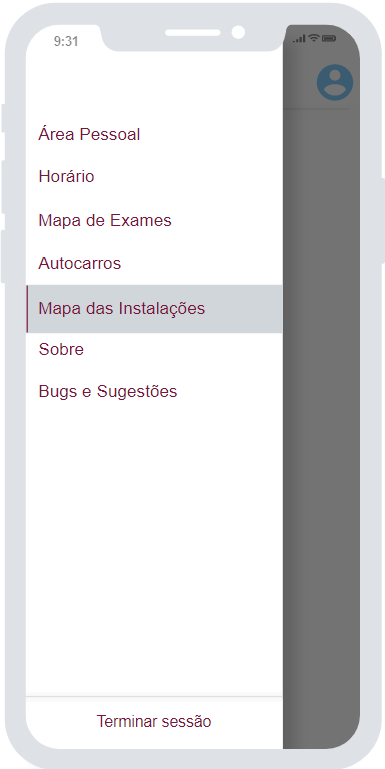 9:31
Área Pessoal
Horário
Mapa de Exames
Autocarros
Mapa das Instalações
Sobre
Bugs e Sugestões
Terminar sessão